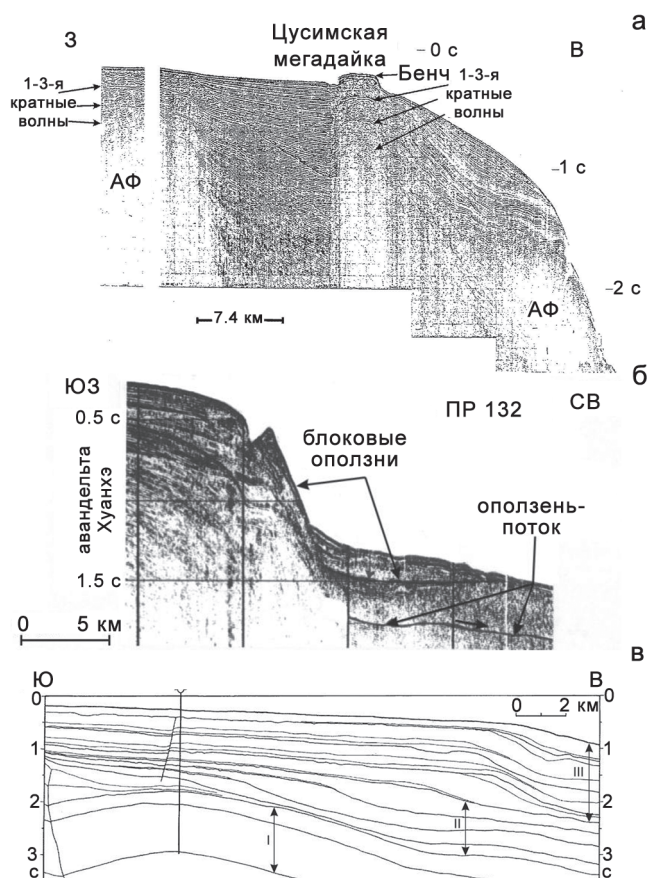 а
З
Цусимская
мегадайка
– 0 с
В
Бенч
1-3-я
кратные
волны
1-3-я
кратные
волны
АФ
–1 с
–2 с
АФ
7.4 км
б
ЮЗ
ПР 132
СВ
0.5 с
блоковые
оползни
авандельта
Хуанхэ
оползень-
поток
1.5 с
0 5 км
в
Ю
В
0
0
0 2 км
1
1
III
2
2
I
II
3
3
с
с